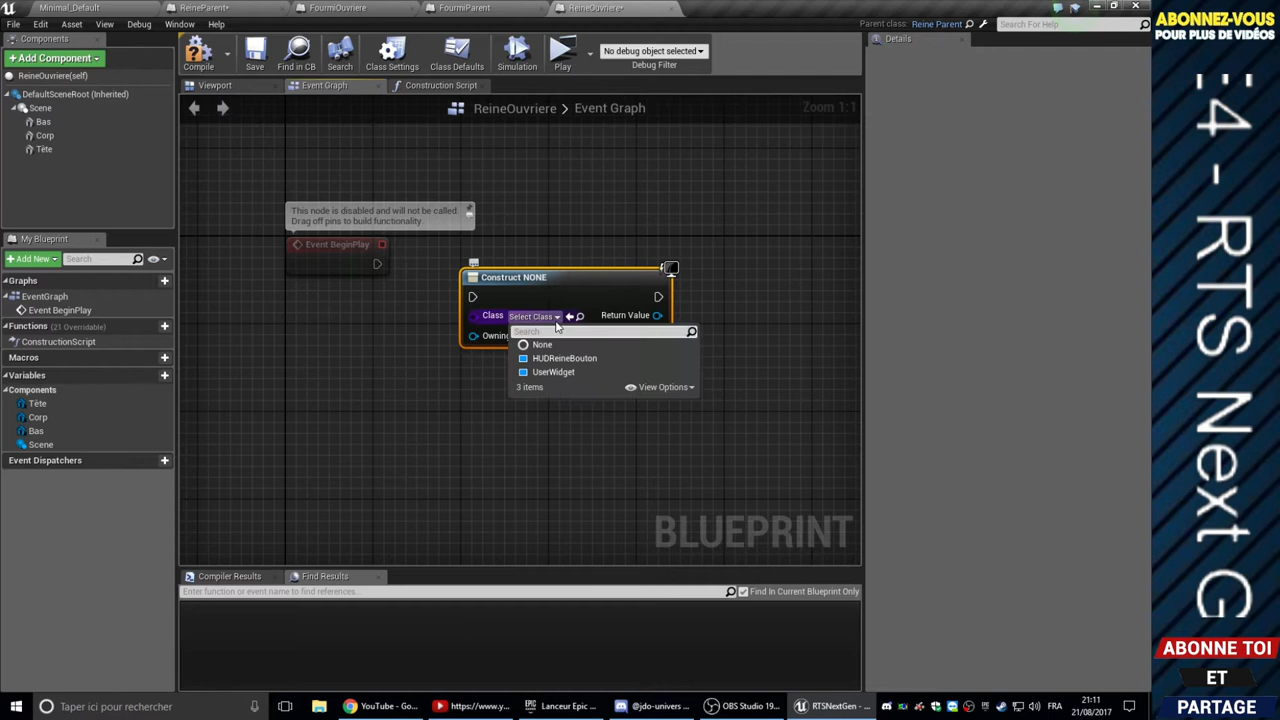 Minimal_Default
ReineParent*
FourmiOuvriere
FourmiParent
ReineOuvriere*
File Edit Asset View Debug Window Help
Parent class: Reine Parent
Search For Help
Components
+ Add Component
ReineOuvriere(self)
DefaultSceneRoot (Inherited)
Scene
Bas
Corp
Tête
Compile
Save
Find in CB
Search
Class Settings
Class Defaults
Simulation
Play
No debug object selected
Debug Filter
Details
Viewport
Event Graph
Construction Script
ReineOuvriere > Event Graph
Zoom 1:1
This node is disabled and will not be called.
Drag off pins to build functionality.
Event BeginPlay
Construct NONE
Class Select Class
Return Value
Owning
Search
None
HUDReineBouton
UserWidget
3 items
View Options
BLUEPRINT
My Blueprint
+ Add New
Search
Graphs
EventGraph
Event BeginPlay
Functions (21 Overridable)
ConstructionScript
Macros
Variables
Components
Tête
Corp
Bas
Scene
Event Dispatchers
Compiler Results
Find Results
Enter function or event name to find references...
Find In Current Blueprint Only
ABONNEZ-VOUS
POUR PLUS DE VIDÉOS
E4 - RTS Next G
ABONNE TOI
ET
PARTAGE
Taper ici pour rechercher
YouTube - Go...
https://www.y...
Lanceur Epic ...
@jdo-univers ...
OBS Studio 19...
RTSNextGen - ...
FRA
21:11
21/08/2017